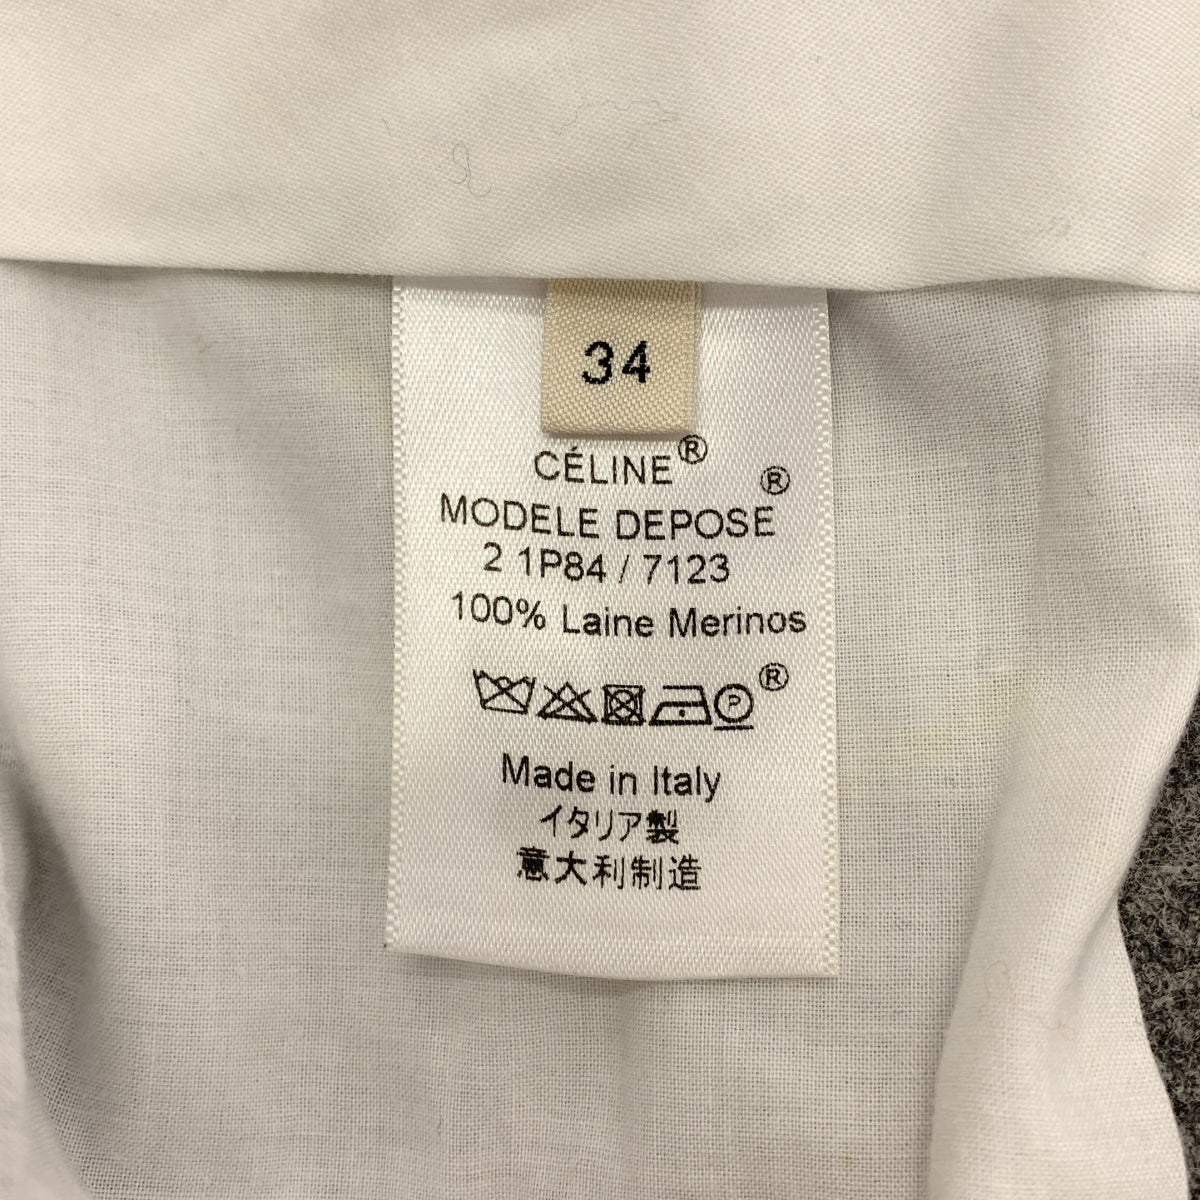 34
CÉLINE®
MODELE DEPOSE®
2 1P84 / 7123
100% Laine Merinos
P ®
Made in Italy
イタリア製
意大利制造